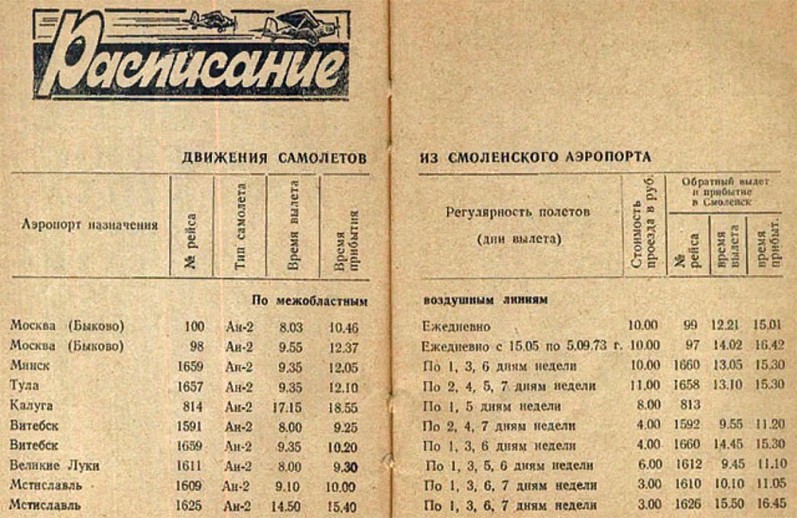 Расписание
ДВИЖЕНИЯ САМОЛЕТОВ ИЗ СМОЛЕНСКОГО АЭРОПОРТА
Аэропорт назначения № рейса Тип самолета Время вылета Время прибытия Регулярность полетов (дни вылета) Стоимость проезда в руб. Обратный вылет и прибытие в Смоленск № рейса время вылета время прибыт.
По межобластным воздушным линиям
Москва (Быково) 100 Ан-2 8.03 10.46 Ежедневно 10.00 99 12.21 15.01
Москва (Быково) 98 Ан-2 9.55 12.37 Ежедневно с 15.05 по 5.09.73 г. 10.00 97 14.02 16.42
Минск 1659 Ан-2 9.35 12.05 По 1, 3, 6 дням недели 10.00 1660 13.05 15.30
Тула 1657 Ан-2 9.35 12.10 По 2, 4, 5, 7 дням недели 11.00 1658 13.10 15.30
Калуга 814 Ан-2 17.15 18.55 По 1, 5 дням недели 8.00 813
Витебск 1591 Ан-2 8.00 9.25 По 2, 4, 7 дням недели 4.00 1592 9.55 11.20
Витебск 1659 Ан-2 9.35 10.20 По 1, 3, 6 дням недели 4.00 1660 14.45 15.30
Великие Луки 1611 Ан-2 8.00 9.30 По 1, 3, 5, 6 дням недели 6.00 1612 9.45 11.10
Мстиславль 1609 Ан-2 9.10 10.00 По 1, 3, 6, 7 дням недели 3.00 1610 10.10 11.05
Мстиславль 1625 Ан-2 14.50 15.40 По 1, 3, 6, 7 дням недели 3.00 1626 15.50 16.45